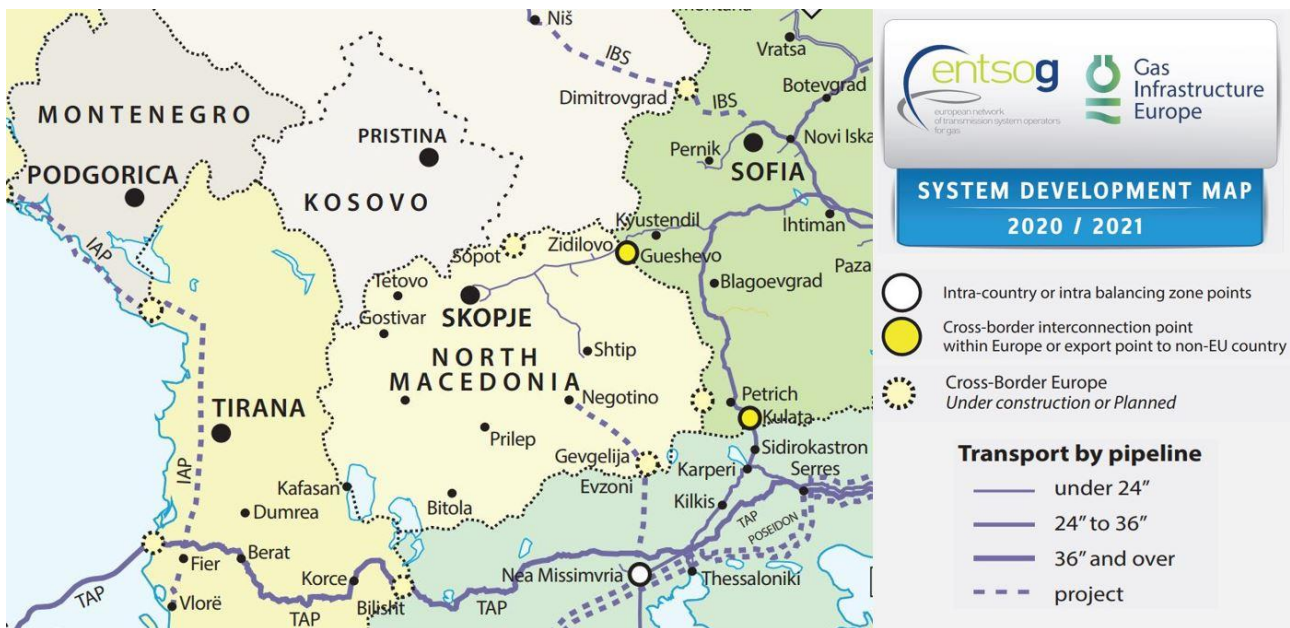 Niš
Vratsa
IBS
Dimitrovgrad
IBS
Botevgrad
MONTENEGRO
PRISTINA
Pernik
Novi Iska
SOFIA
PODGORICA
KOSOVO
Kyustendil
Ihtiman
IAP
Sopot
Zidilovo
Gueshevo
Paza
Tetovo
Blagoevgrad
SKOPJE
Gostivar
NORTH
MACEDONIA
Shtip
TIRANA
Negotino
Petrich
Kulata
Prilep
Sidirokastron
Gevgelija
Karperi
Serres
IAP
Kafasan
Evzoni
Bitola
Kilkis
Dumrea
TAP
POSEIDON
Fier
Berat
Korce
Nea Missimvria
Thessaloniki
TAP
Vlorë
Bilisht
TAP
TAP
entsog
european network
of transmission system operators
for gas
Gas
Infrastructure
Europe
SYSTEM DEVELOPMENT MAP
2020 / 2021
Intra-country or intra balancing zone points
Cross-border interconnection point
within Europe or export point to non-EU country
Cross-Border Europe
Under construction or Planned
Transport by pipeline
under 24”
24” to 36”
36” and over
project